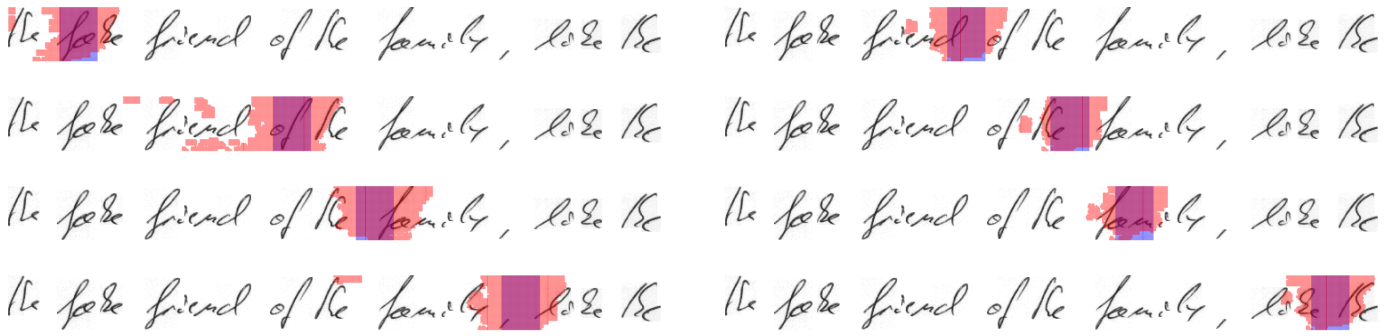 the fake friend of the family, like the
the fake friend of the family, like the
the fake friend of the family, like the
the fake friend of the family, like the
the fake friend of the family, like the
the fake friend of the family, like the
the fake friend of the family, like the
the fake friend of the family, like the